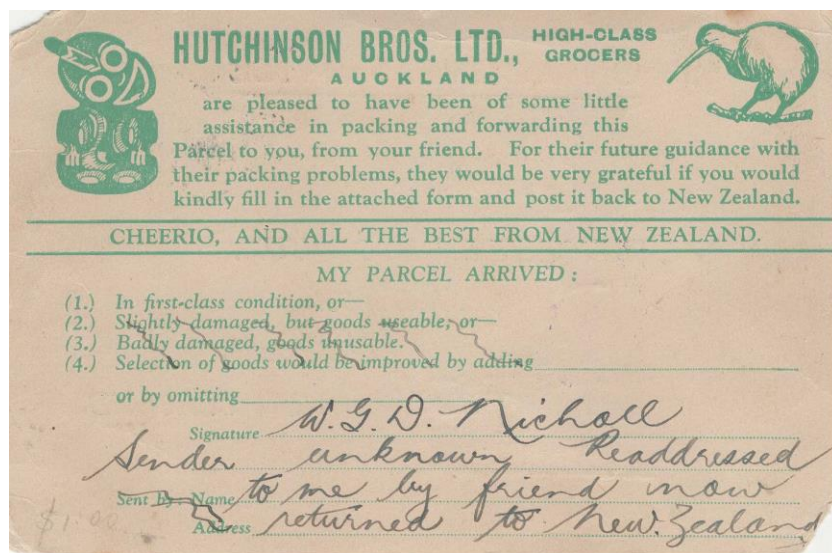 HUTCHINSON BROS. LTD., HIGH-CLASS GROCERS
AUCKLAND
are pleased to have been of some little
assistance in packing and forwarding this
Parcel to you, from your friend. For their future guidance with
their packing problems, they would be very grateful if you would
kindly fill in the attached form and post it back to New Zealand.
CHEERIO, AND ALL THE BEST FROM NEW ZEALAND.
MY PARCEL ARRIVED :
(1.) In first-class condition, or—
(2.) Slightly damaged, but goods useable, or—
(3.) Badly damaged, goods unusable.
(4.) Selection of goods would be improved by adding
or by omitting
Signature W. G. D. Nicholl
Sender unknown Readdressed
Sent By: Name to me by friend now
Address returned to New. Zealand
$1.00